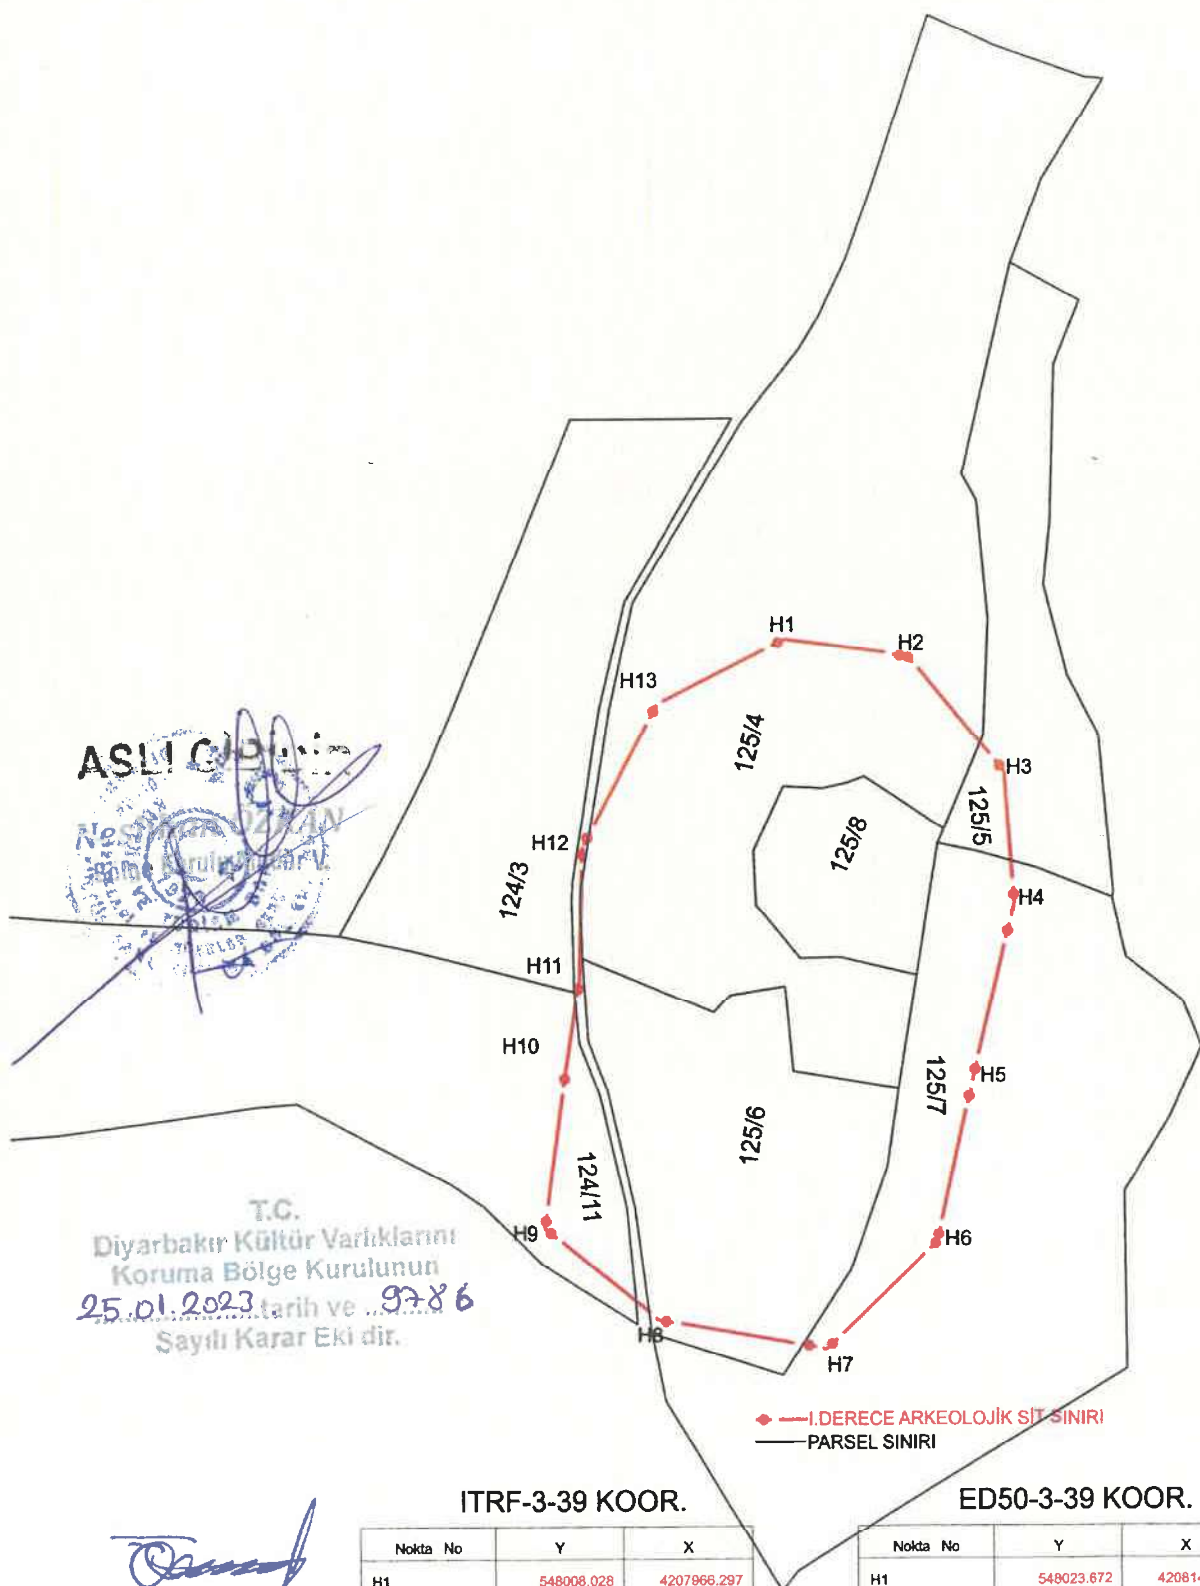 H1
H2
H13
125/4
ASLI GİBİDİR
H3
125/5
ÖZKAN
125/8
H12
124/3
H4
H11
H10
H5
125/7
125/6
124/11
T.C.
Diyarbakır Kültür Varlıklarını
Koruma Bölge Kurulunun
25.01.2023 tarih ve 9786
Sayılı Karar Eki dir.
H9
H6
H8
H7
I.DERECE ARKEOLOJİK SİT SINIRI
PARSEL SINIRI
ITRF-3-39 KOOR.
Nokta No Y X
H1 548008.028 4207966.297
ED50-3-39 KOOR.
Nokta No Y X
H1 548023.672